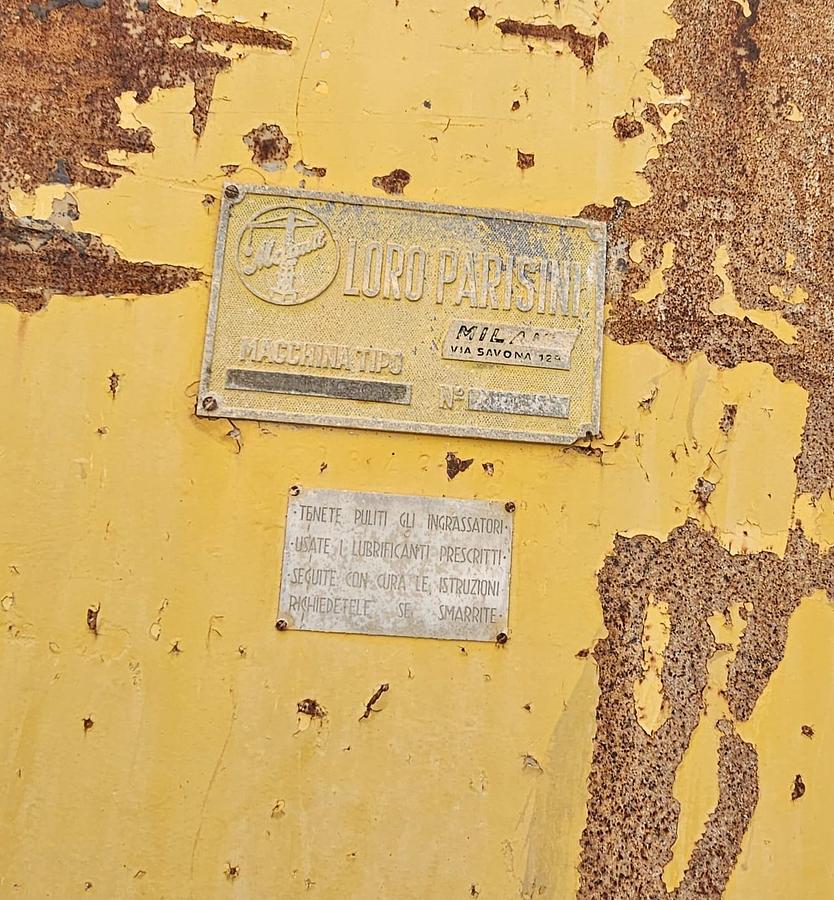 LORO PARISINI
VIA SAVONA 129
MACCHINA TIPO
N°
·TENETE PULITI GLI INGRASSATORI·
·USATE I LUBRIFICANTI PRESCRITTI·
·SEGUITE CON CURA LE ISTRUZIONI
RICHIEDETELE SE SMARRITE·